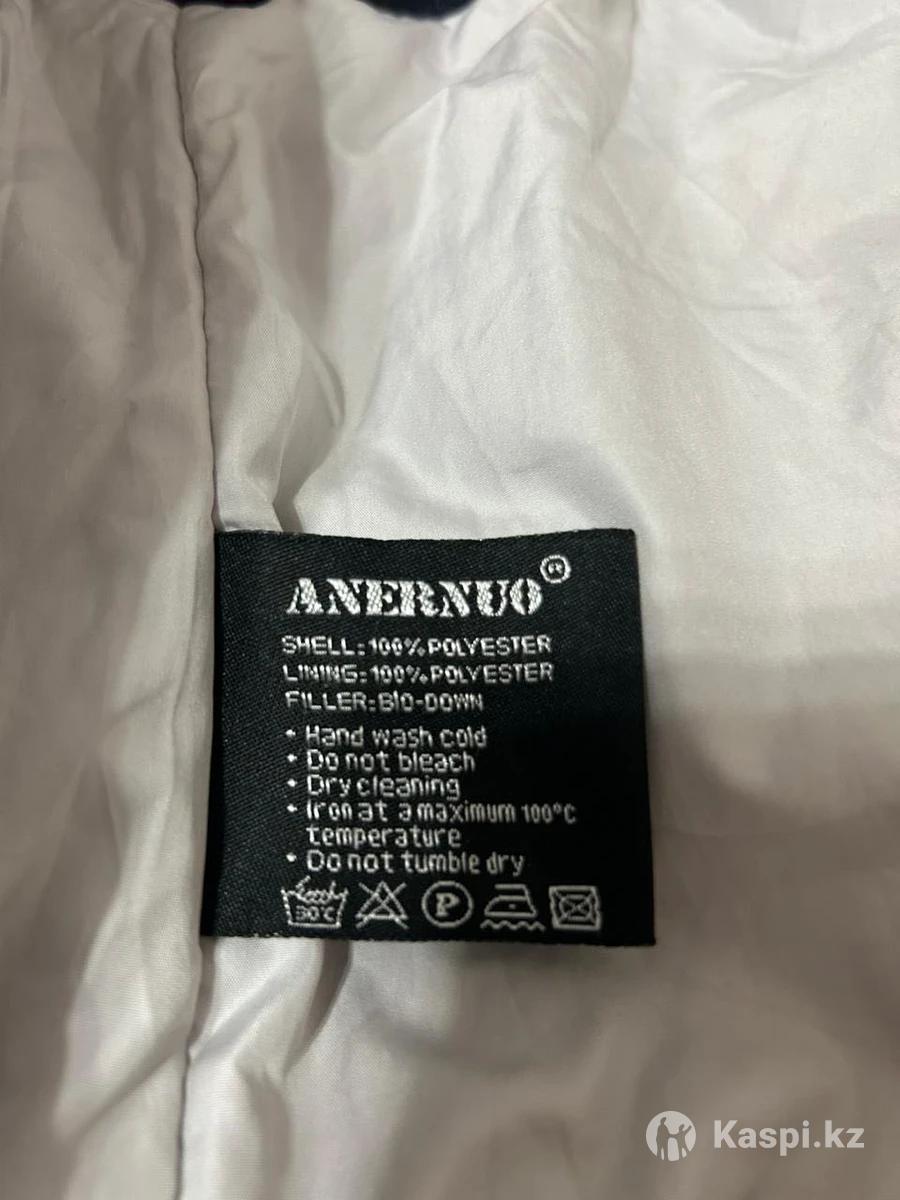 ANERNUO®
SHELL:100%POLYESTER
LINING:100%POLYESTER
FILLER:BIO-DOWN
• Hand wash cold
• Do not bleach
• Dry cleaning
• Iron at a maximum 100°C
temperature
• Do not tumble dry
30°C
P
Kaspi.kz